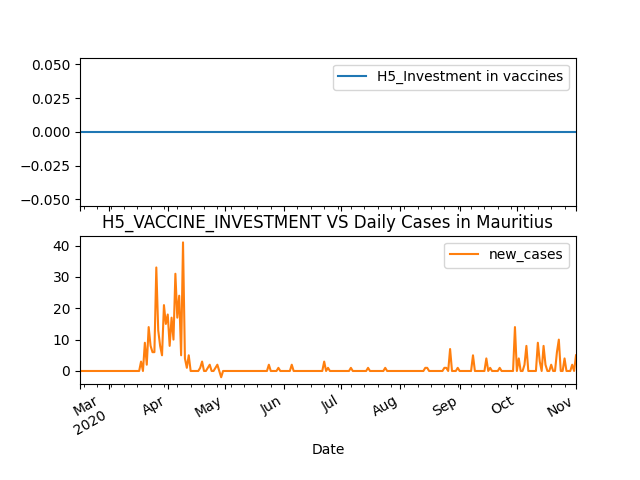 0.050
0.025
0.000
−0.025
−0.050
H5_Investment in vaccines
H5_VACCINE_INVESTMENT VS Daily Cases in Mauritius
40
30
20
10
0
new_cases
Mar
2020
Apr
May
Jun
Jul
Aug
Sep
Oct
Nov
Date